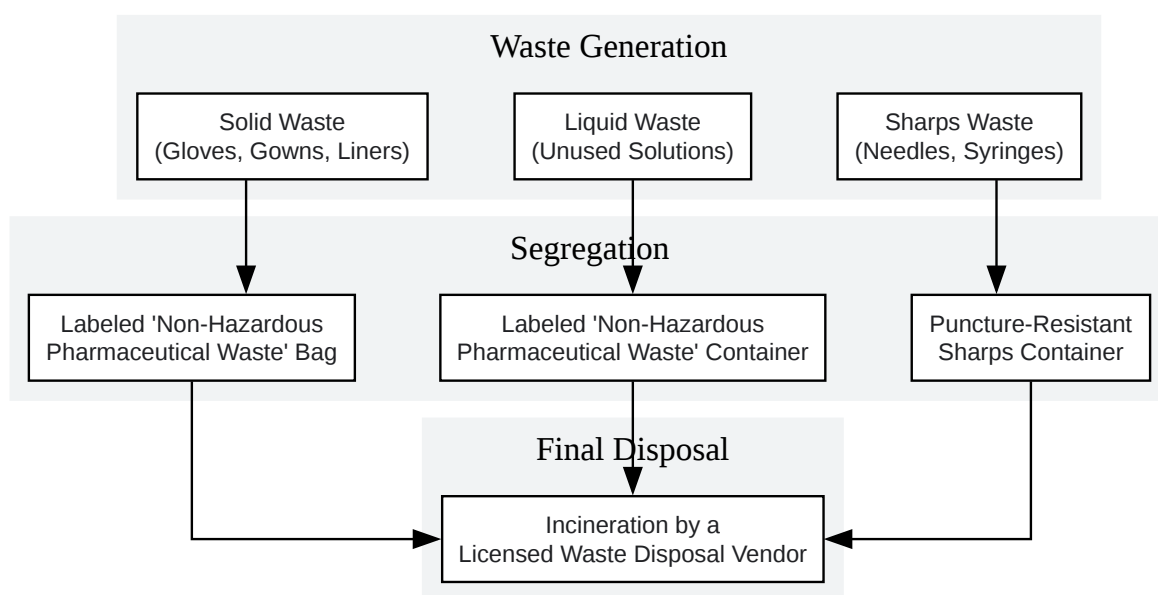 Waste Generation
Solid Waste
(Gloves, Gowns, Liners)
Liquid Waste
(Unused Solutions)
Sharps Waste
(Needles, Syringes)
Segregation
Labeled 'Non-Hazardous
Pharmaceutical Waste' Bag
Labeled 'Non-Hazardous
Pharmaceutical Waste' Container
Puncture-Resistant
Sharps Container
Final Disposal
Incineration by a
Licensed Waste Disposal Vendor